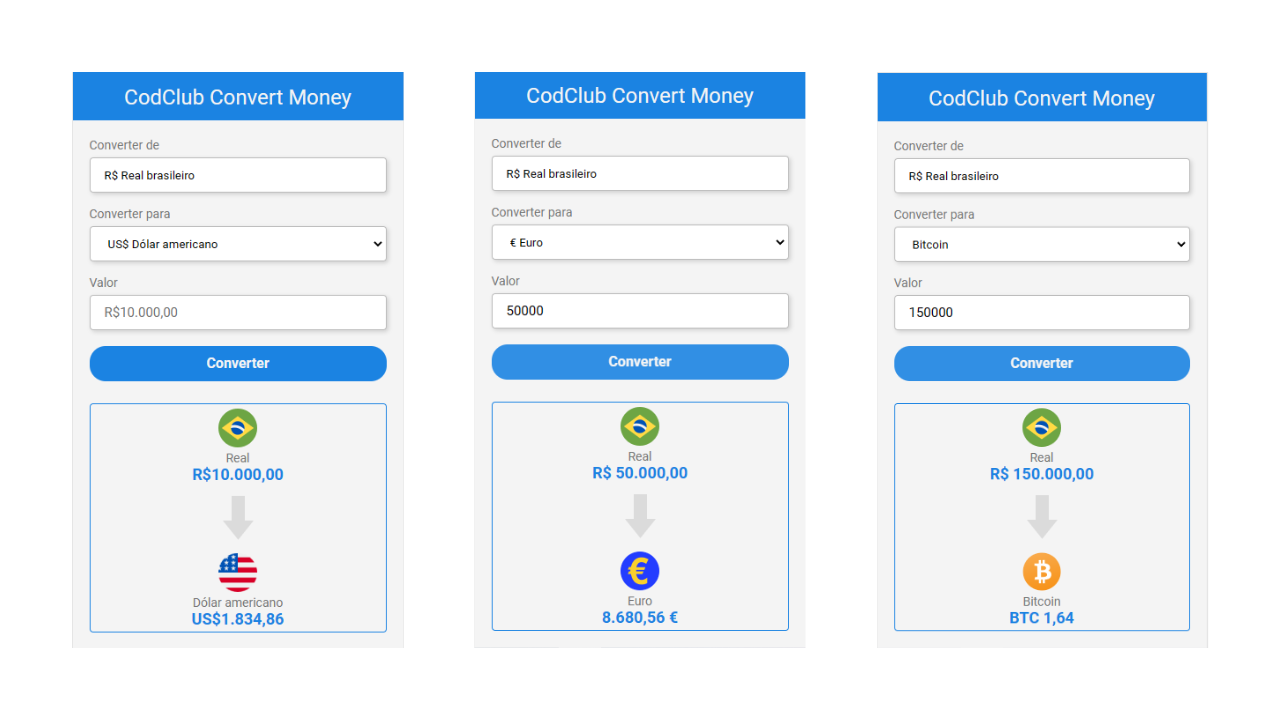 CodClub Convert Money
Converter de
R$ Real brasileiro
Converter para
US$ Dólar americano
Valor
R$10.000,00
Converter
Real
R$10.000,00
Dólar americano
US$1.834,86
CodClub Convert Money
Converter de
R$ Real brasileiro
Converter para
€ Euro
Valor
50000
Converter
Real
R$ 50.000,00
€
Euro
8.680,56 €
CodClub Convert Money
Converter de
R$ Real brasileiro
Converter para
Bitcoin
Valor
150000
Converter
Real
R$ 150.000,00
₿
Bitcoin
BTC 1,64